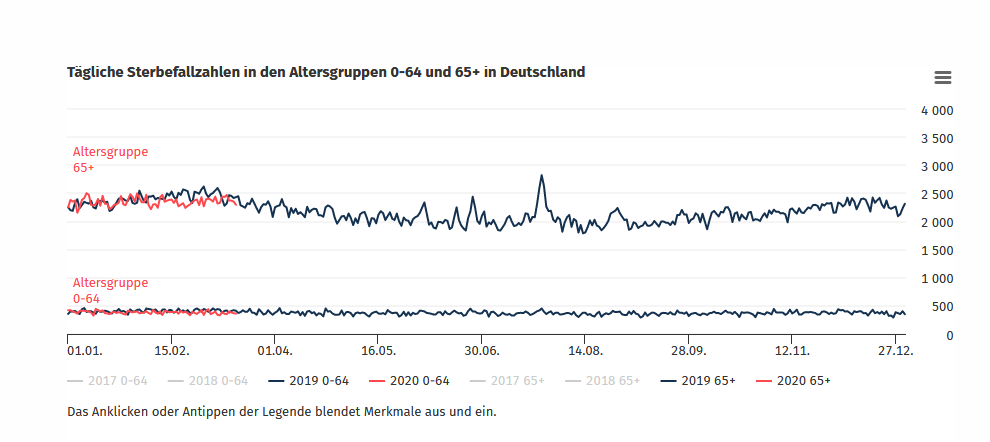 Tägliche Sterbefallzahlen in den Altersgruppen 0-64 und 65+ in Deutschland
4 000
3 500
3 000
2 500
2 000
1 500
1 000
500
0
Altersgruppe
65+
Altersgruppe
0-64
01.01. 15.02. 01.04. 16.05. 30.06. 14.08. 28.09. 12.11. 27.12.
2017 0-64 2018 0-64 2019 0-64 2020 0-64 2017 65+ 2018 65+ 2019 65+ 2020 65+
Das Anklicken oder Antippen der Legende blendet Merkmale aus und ein.